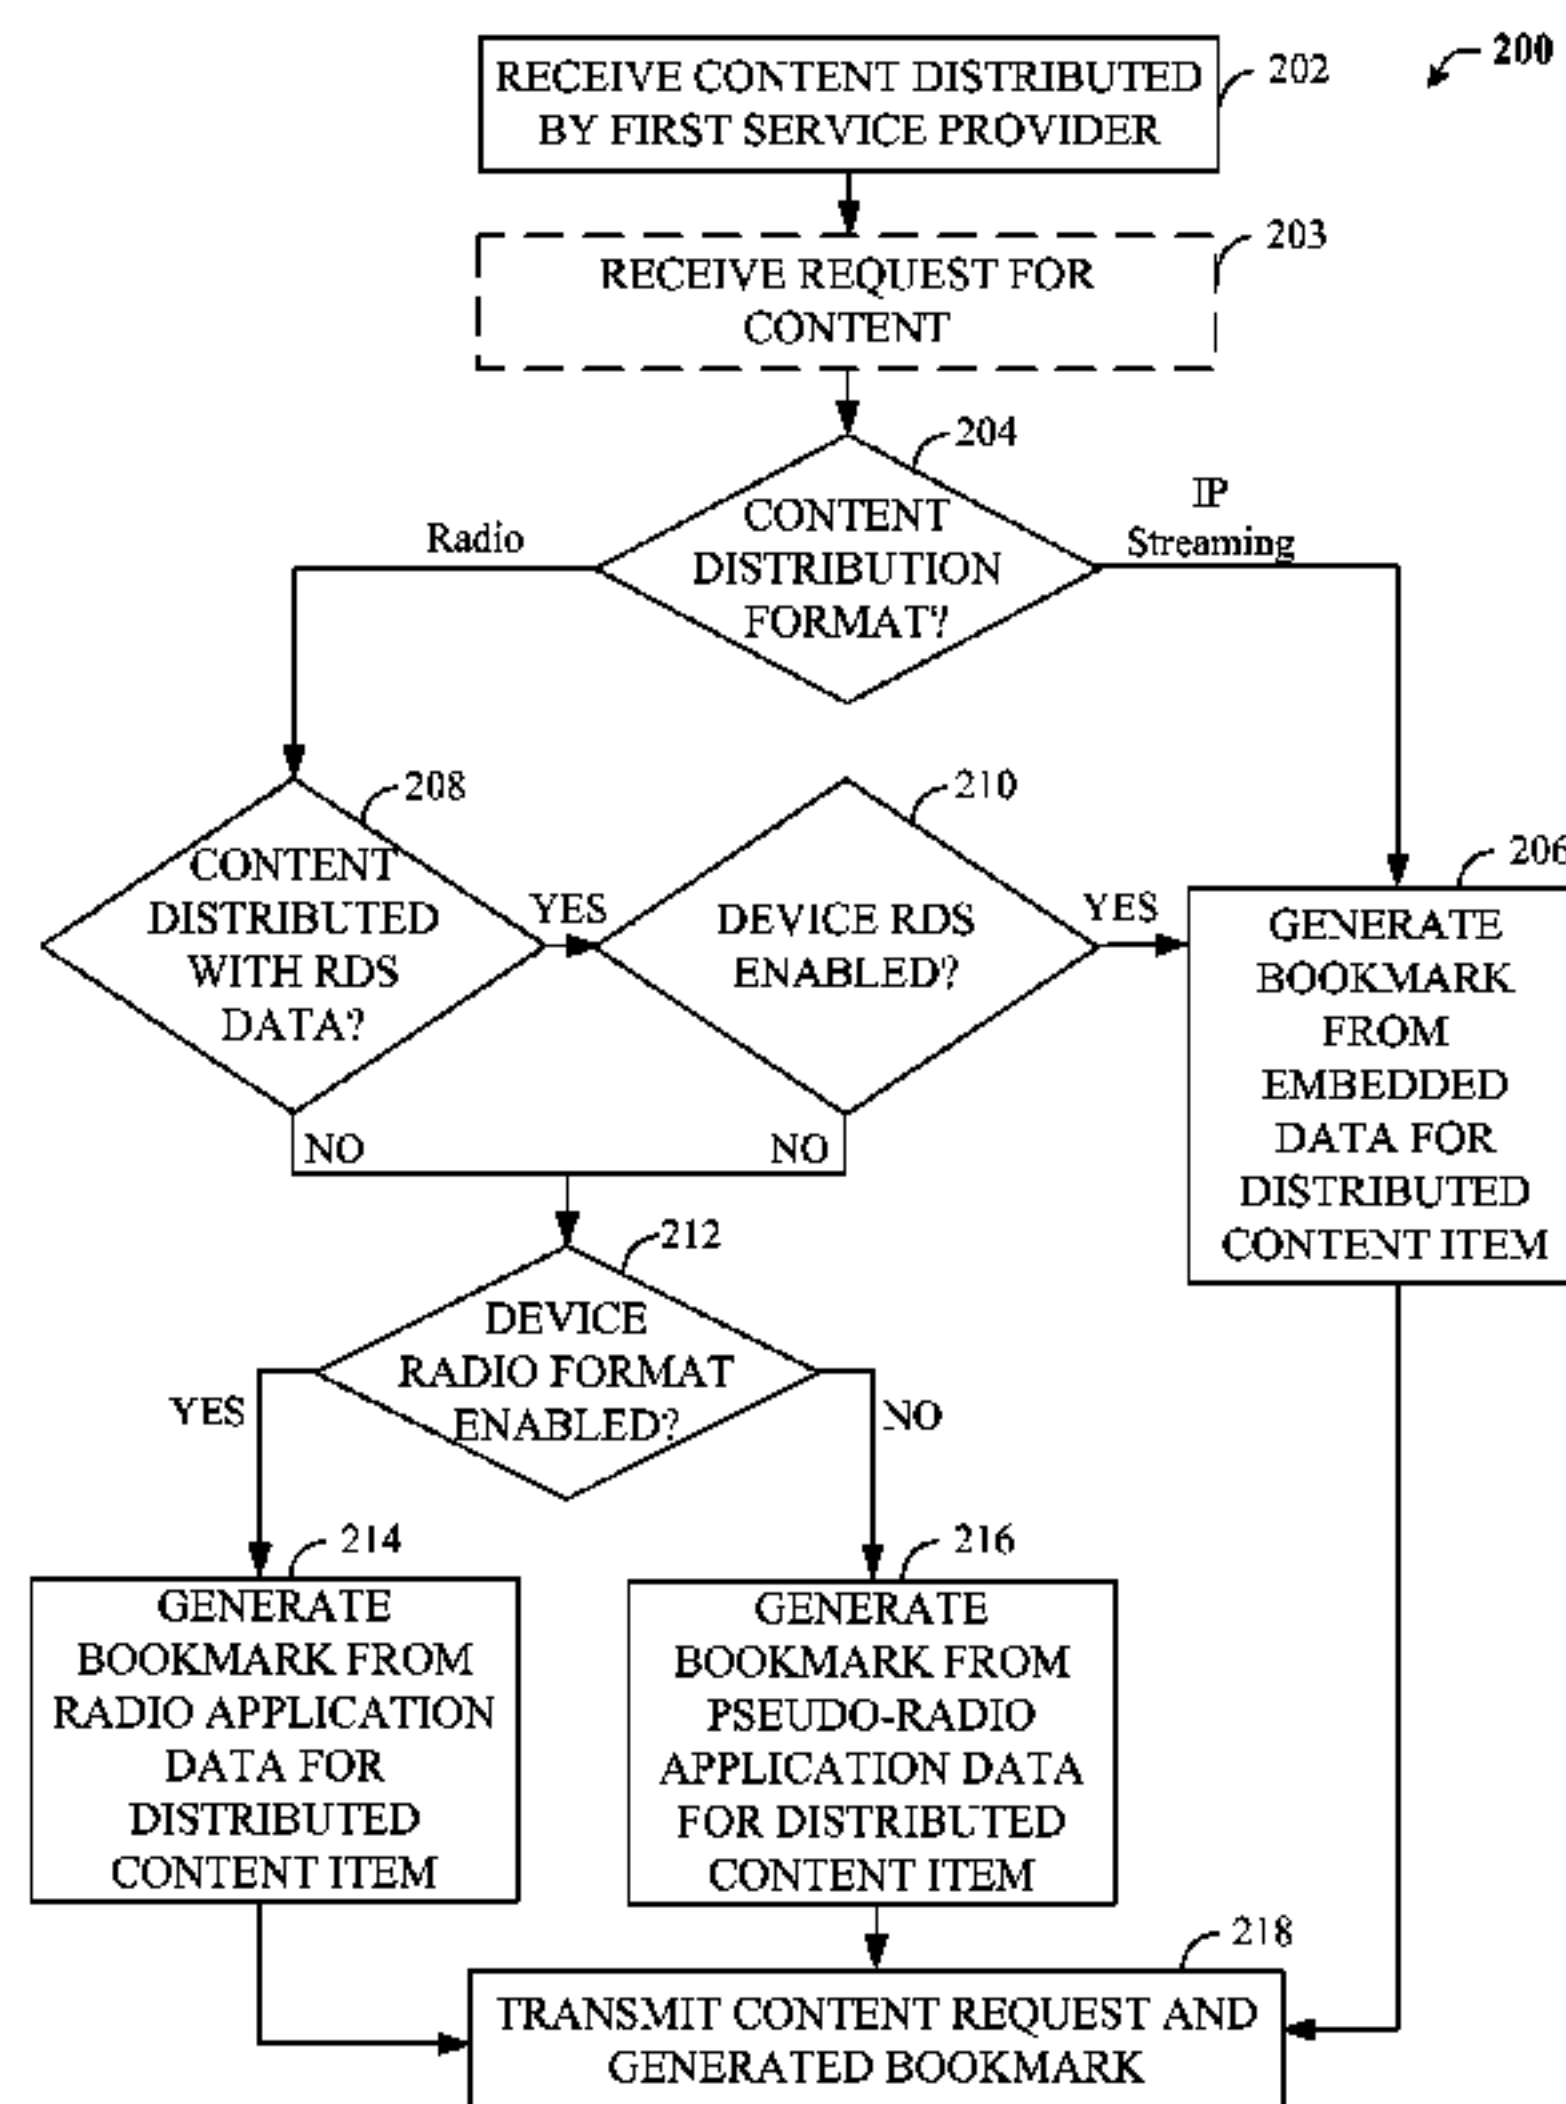 200
RECEIVE CONTENT DISTRIBUTED
BY FIRST SERVICE PROVIDER
202
RECEIVE REQUEST FOR
CONTENT
203
204
CONTENT
DISTRIBUTION
FORMAT?
Radio
IP
Streaming
208
CONTENT
DISTRIBUTED
WITH RDS
DATA?
YES
NO
210
DEVICE RDS
ENABLED?
YES
NO
206
GENERATE
BOOKMARK
FROM
EMBEDDED
DATA FOR
DISTRIBUTED
CONTENT ITEM
212
DEVICE
RADIO FORMAT
ENABLED?
YES
NO
214
GENERATE
BOOKMARK FROM
RADIO APPLICATION
DATA FOR
DISTRIBUTED
CONTENT ITEM
216
GENERATE
BOOKMARK FROM
PSEUDO-RADIO
APPLICATION DATA
FOR DISTRIBUTED
CONTENT ITEM
218
TRANSMIT CONTENT REQUEST AND
GENERATED BOOKMARK